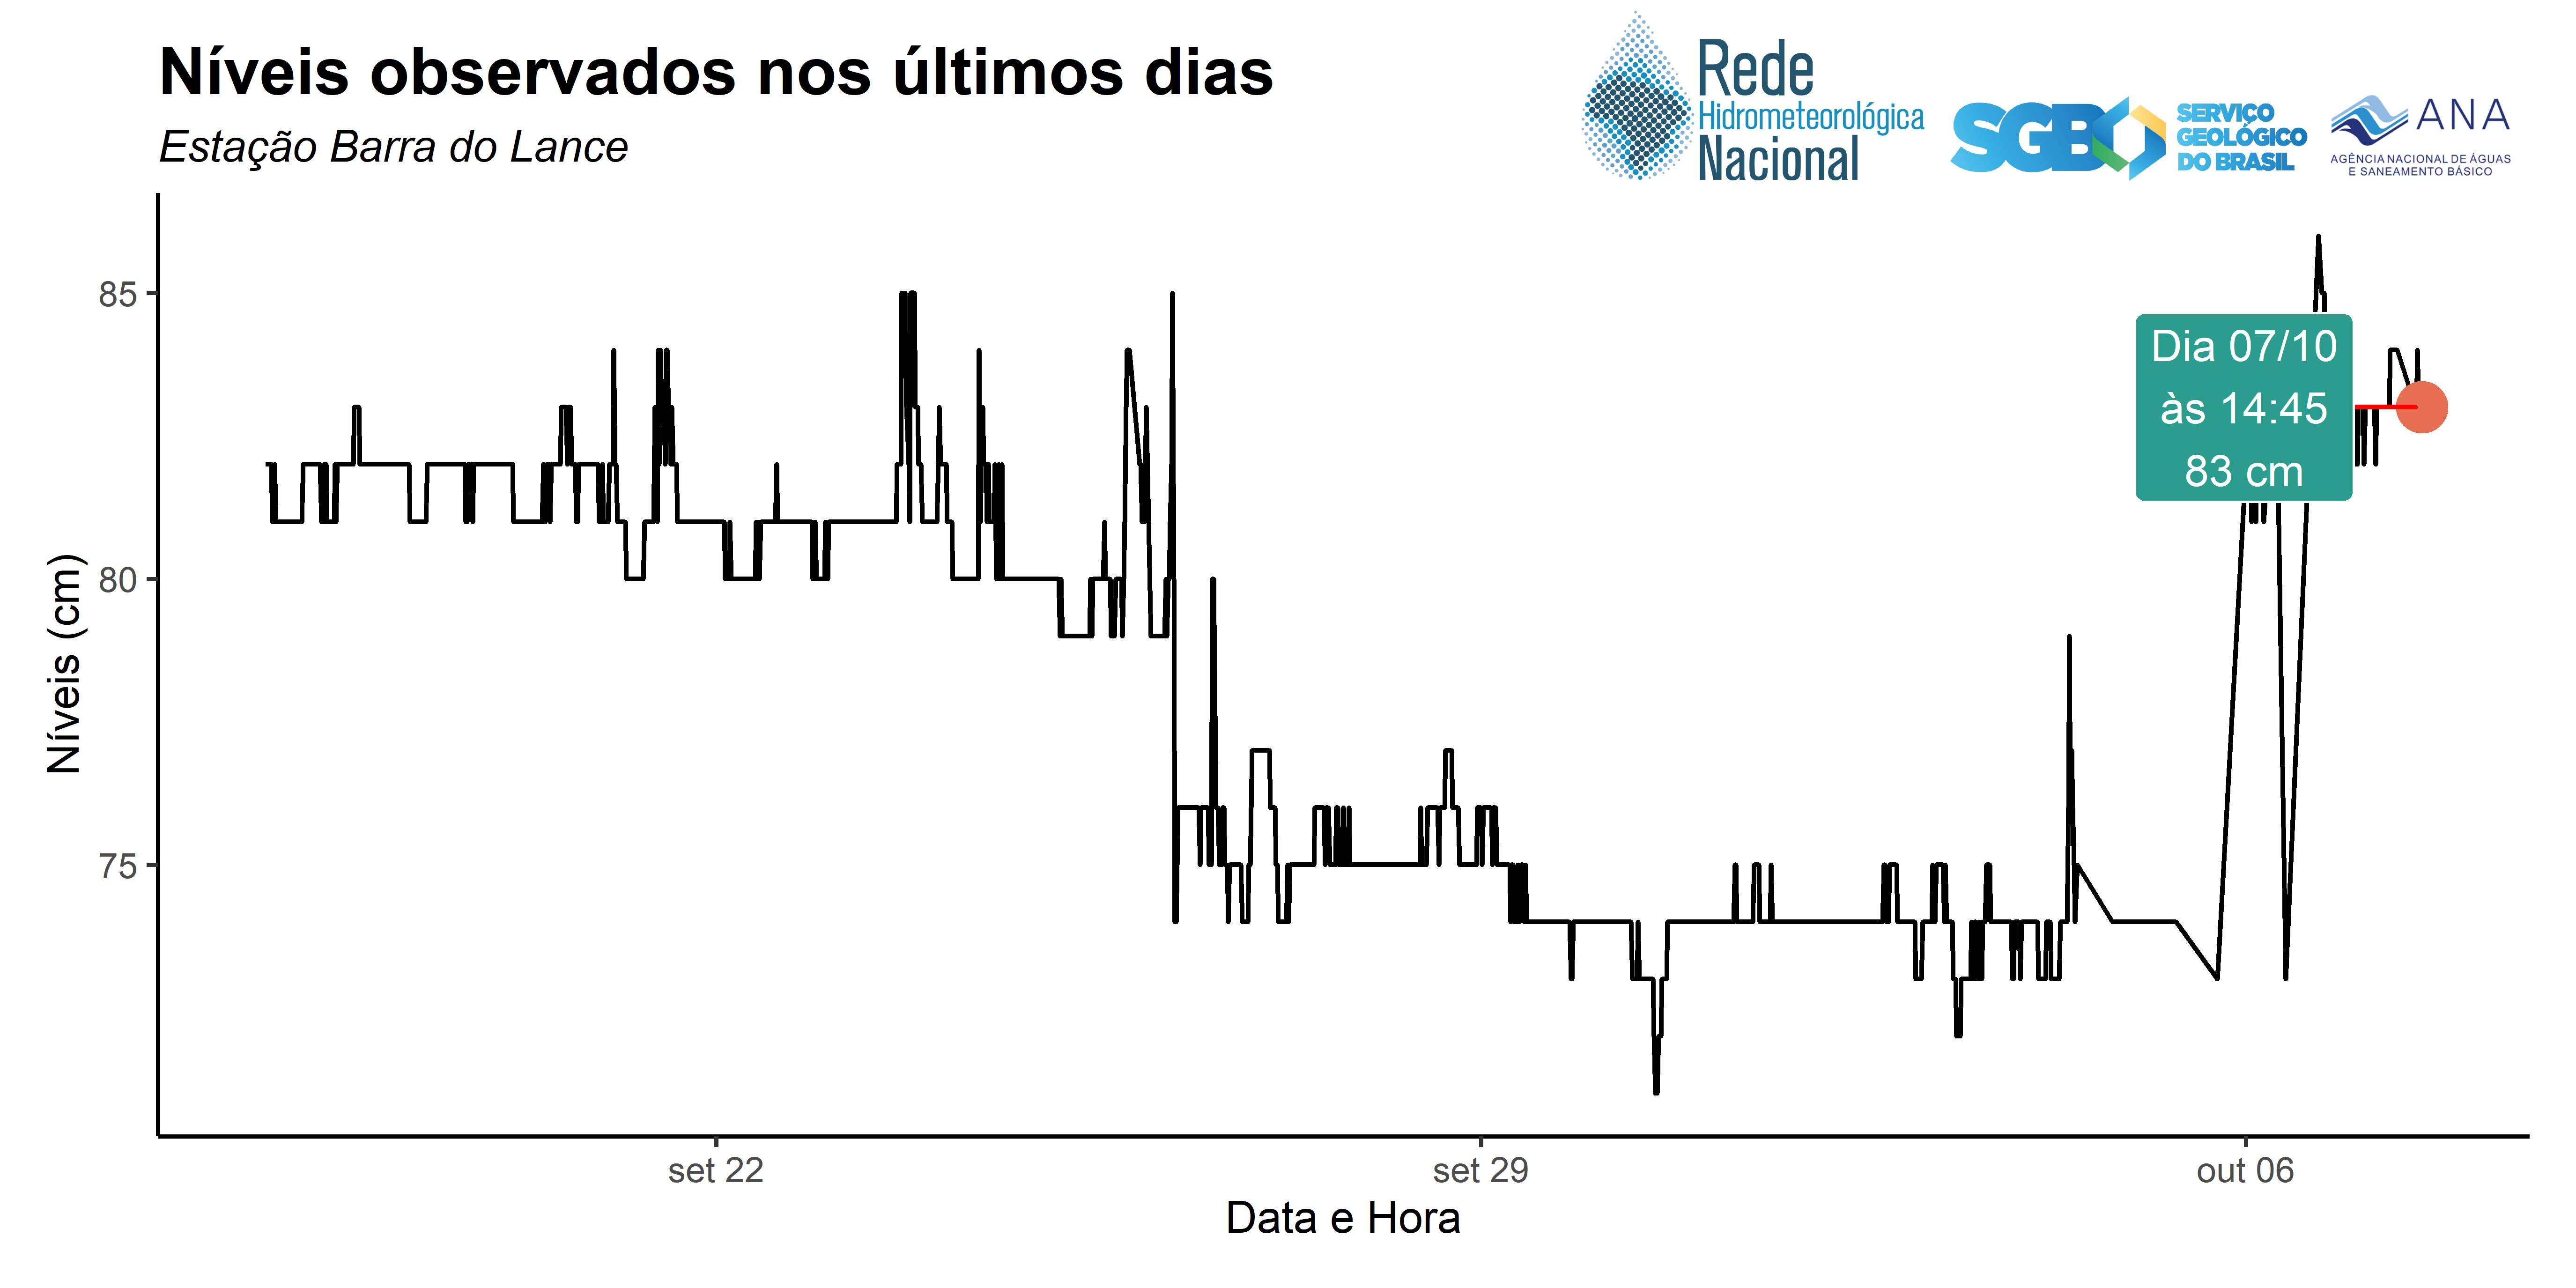 Níveis observados nos últimos dias
Estação Barra do Lance
Rede
Hidrometeorológica
Nacional
SGB
SERVIÇO
GEOLÓGICO
DO BRASIL
ANA
AGÊNCIA NACIONAL DE ÁGUAS
E SANEAMENTO BÁSICO
Níveis (cm)
85
80
75
Dia 07/10
às 14:45
83 cm
set 22
set 29
out 06
Data e Hora